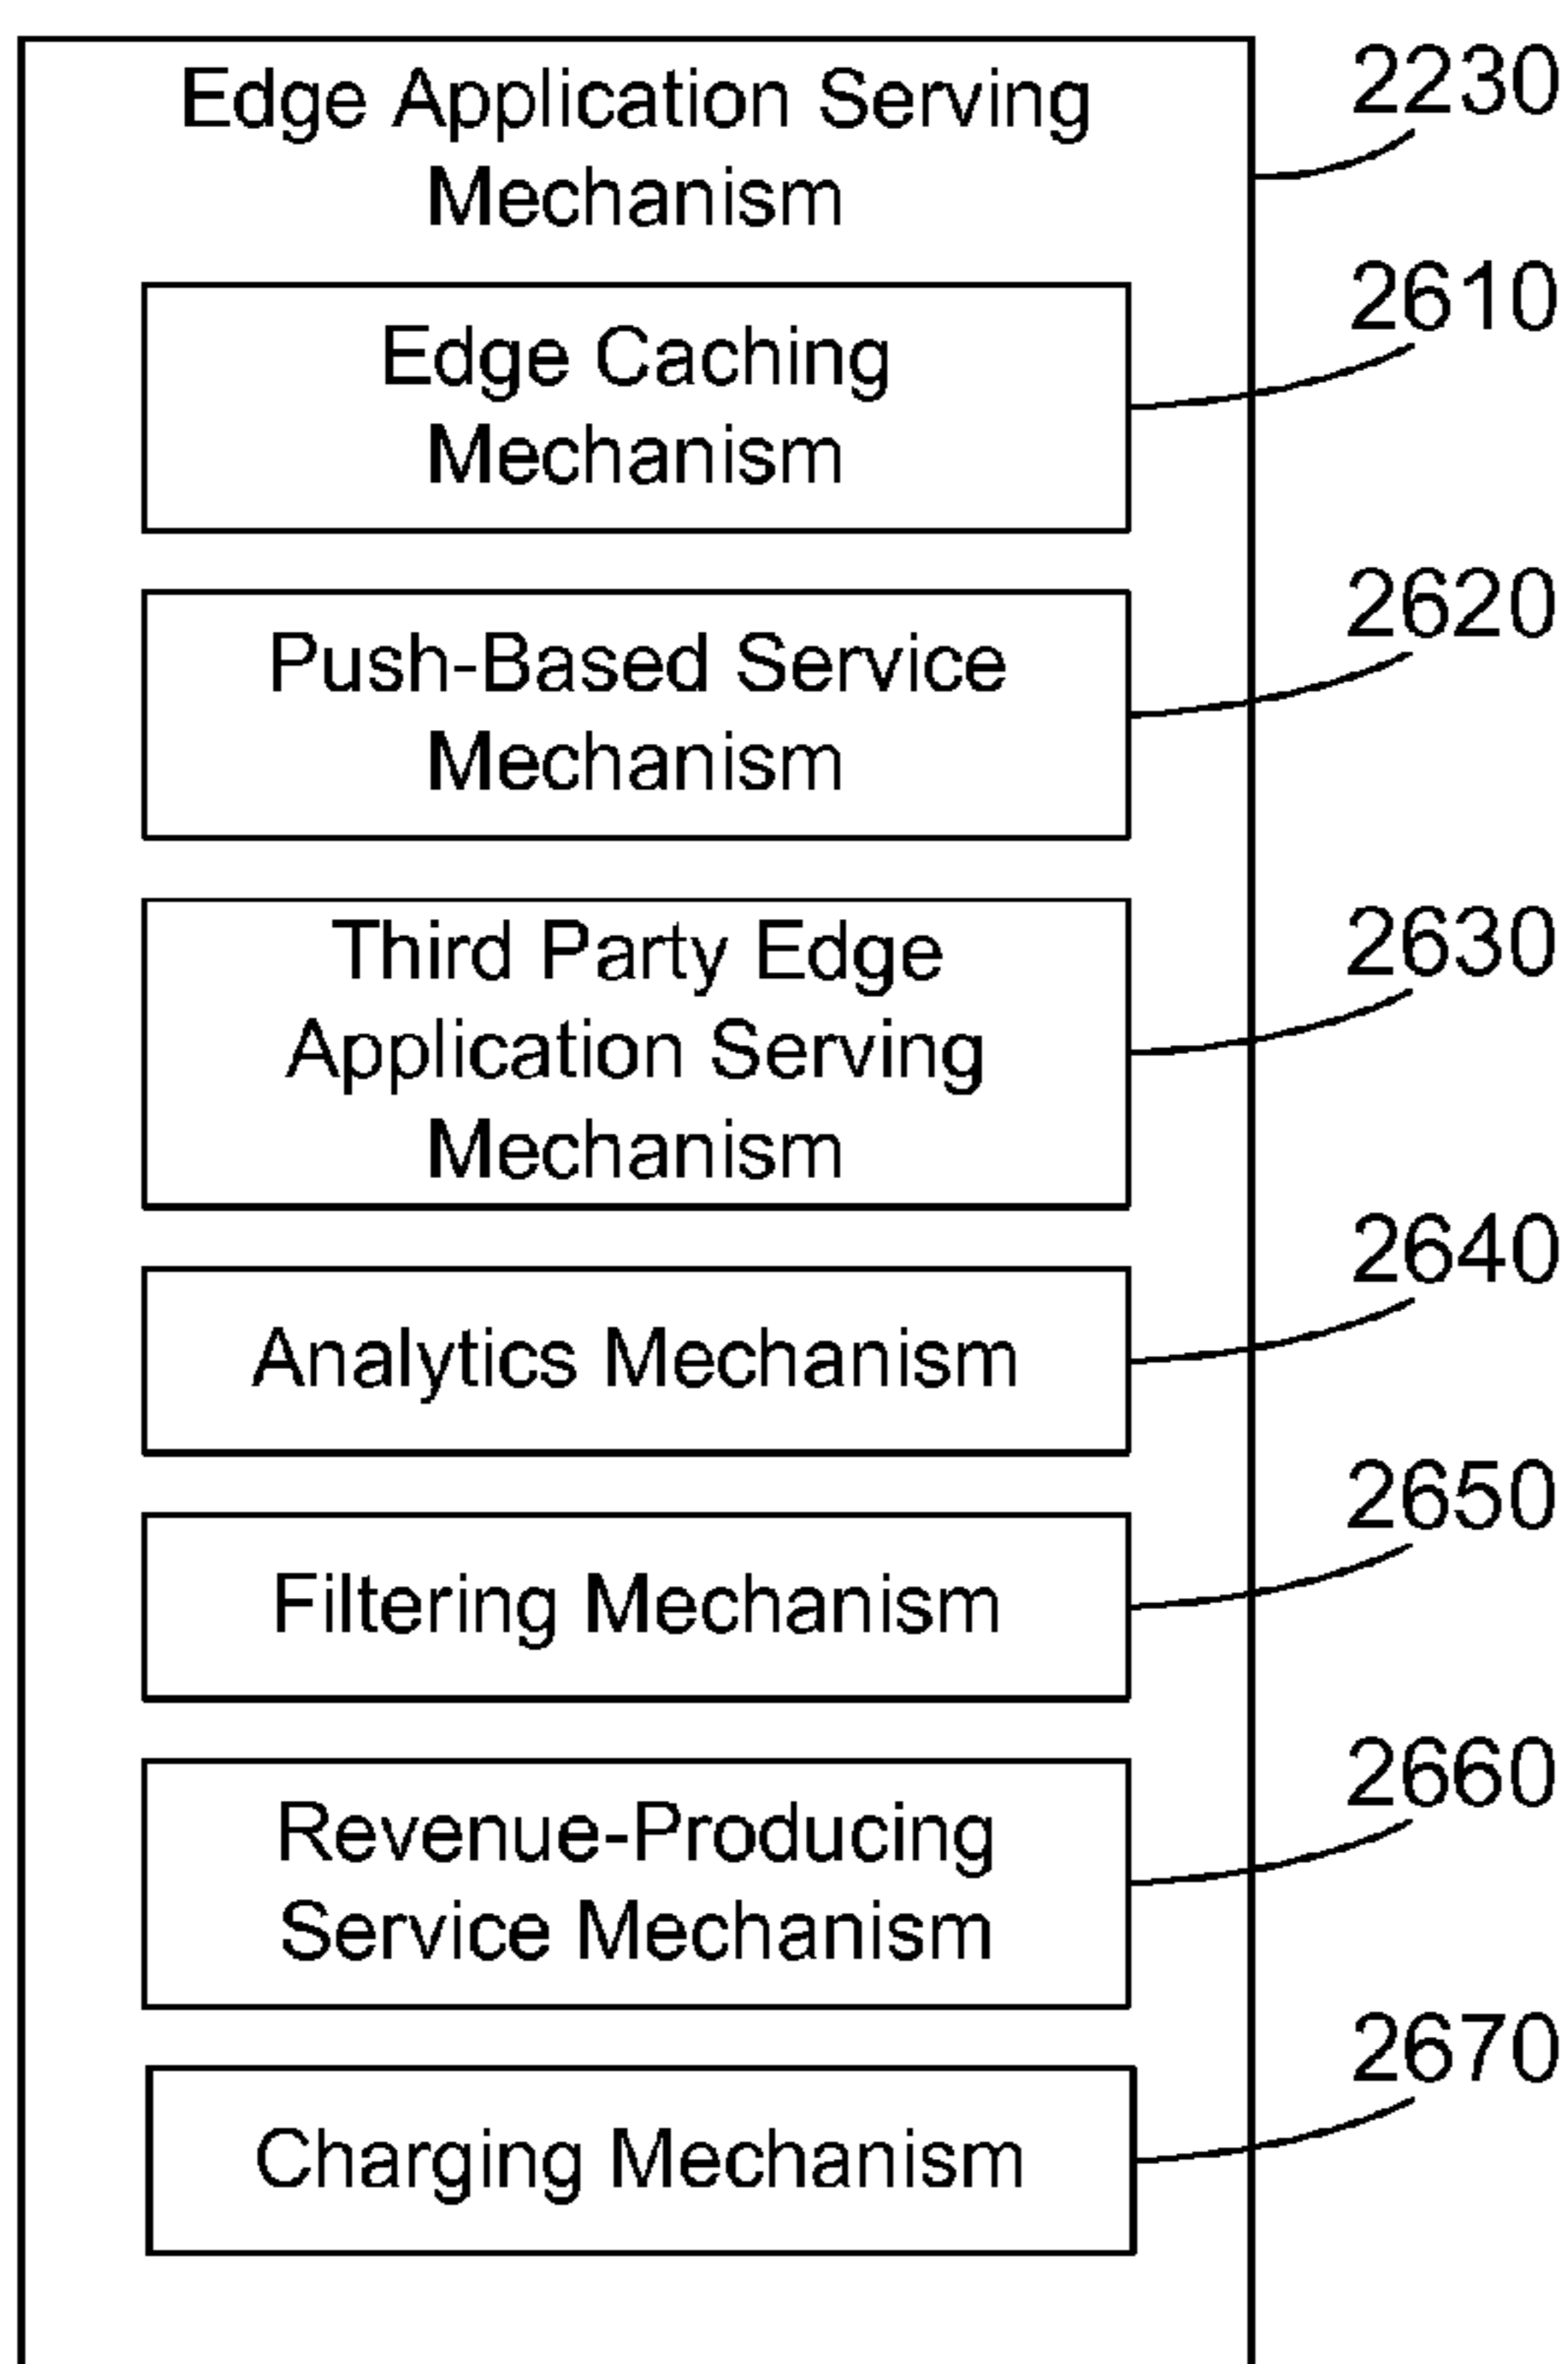 Edge Application Serving
Mechanism
2230
Edge Caching
Mechanism
2610
Push-Based Service
Mechanism
2620
Third Party Edge
Application Serving
Mechanism
2630
Analytics Mechanism
2640
Filtering Mechanism
2650
Revenue-Producing
Service Mechanism
2660
Charging Mechanism
2670